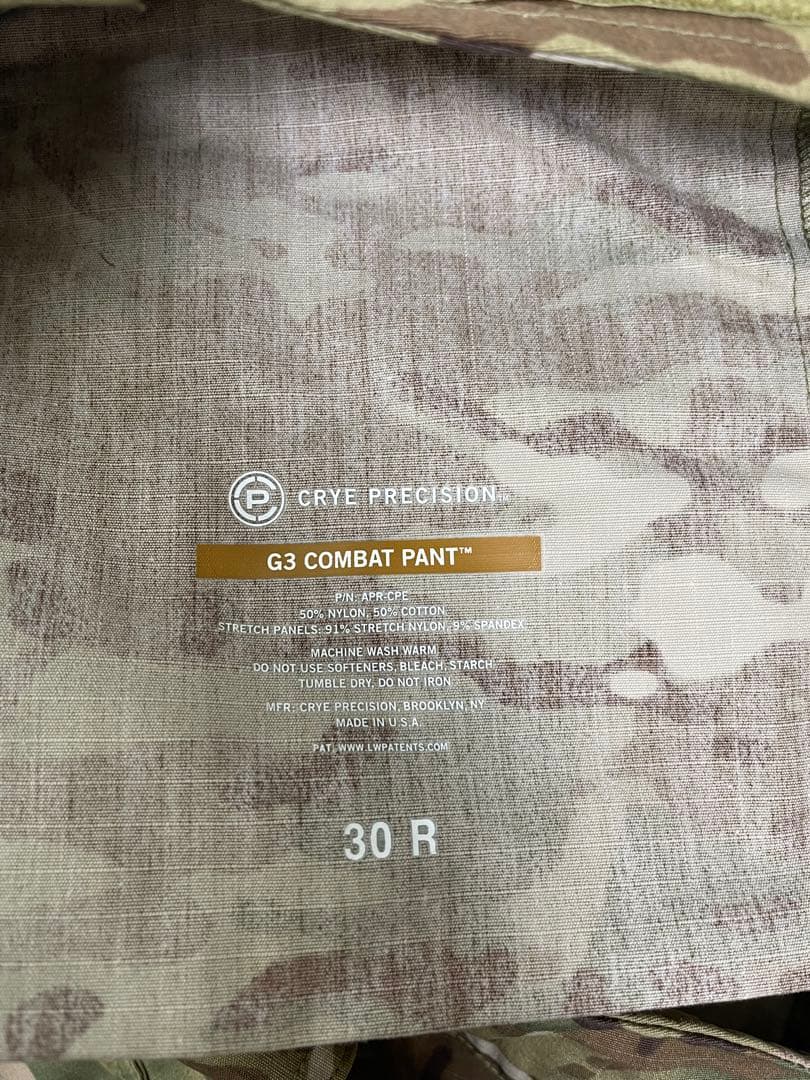 P CRYE PRECISION™
G3 COMBAT PANT™
P/N: APR-CPE
50% NYLON, 50% COTTON
STRETCH PANELS: 91% STRETCH NYLON, 9% SPANDEX
MACHINE WASH WARM
DO NOT USE SOFTENERS, BLEACH, STARCH
TUMBLE DRY, DO NOT IRON
MFR: CRYE PRECISION, BROOKLYN, NY
MADE IN U.S.A.
PAT. WWW.LWPATENTS.COM
30 R